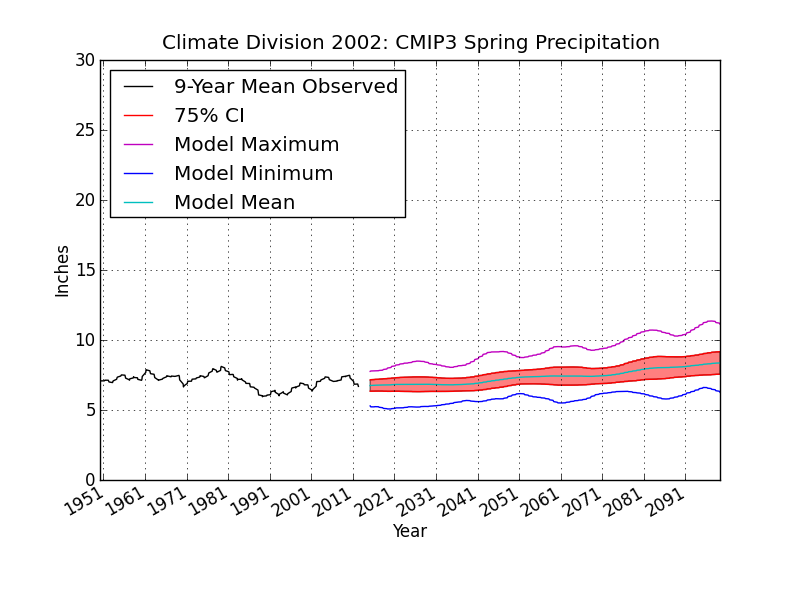 Climate Division 2002: CMIP3 Spring Precipitation
30
25
20
15
10
5
0
Inches
9-Year Mean Observed
75% CI
Model Maximum
Model Minimum
Model Mean
1951 1961 1971 1981 1991 2001 2011 2021 2031 2041 2051 2061 2071 2081 2091
Year